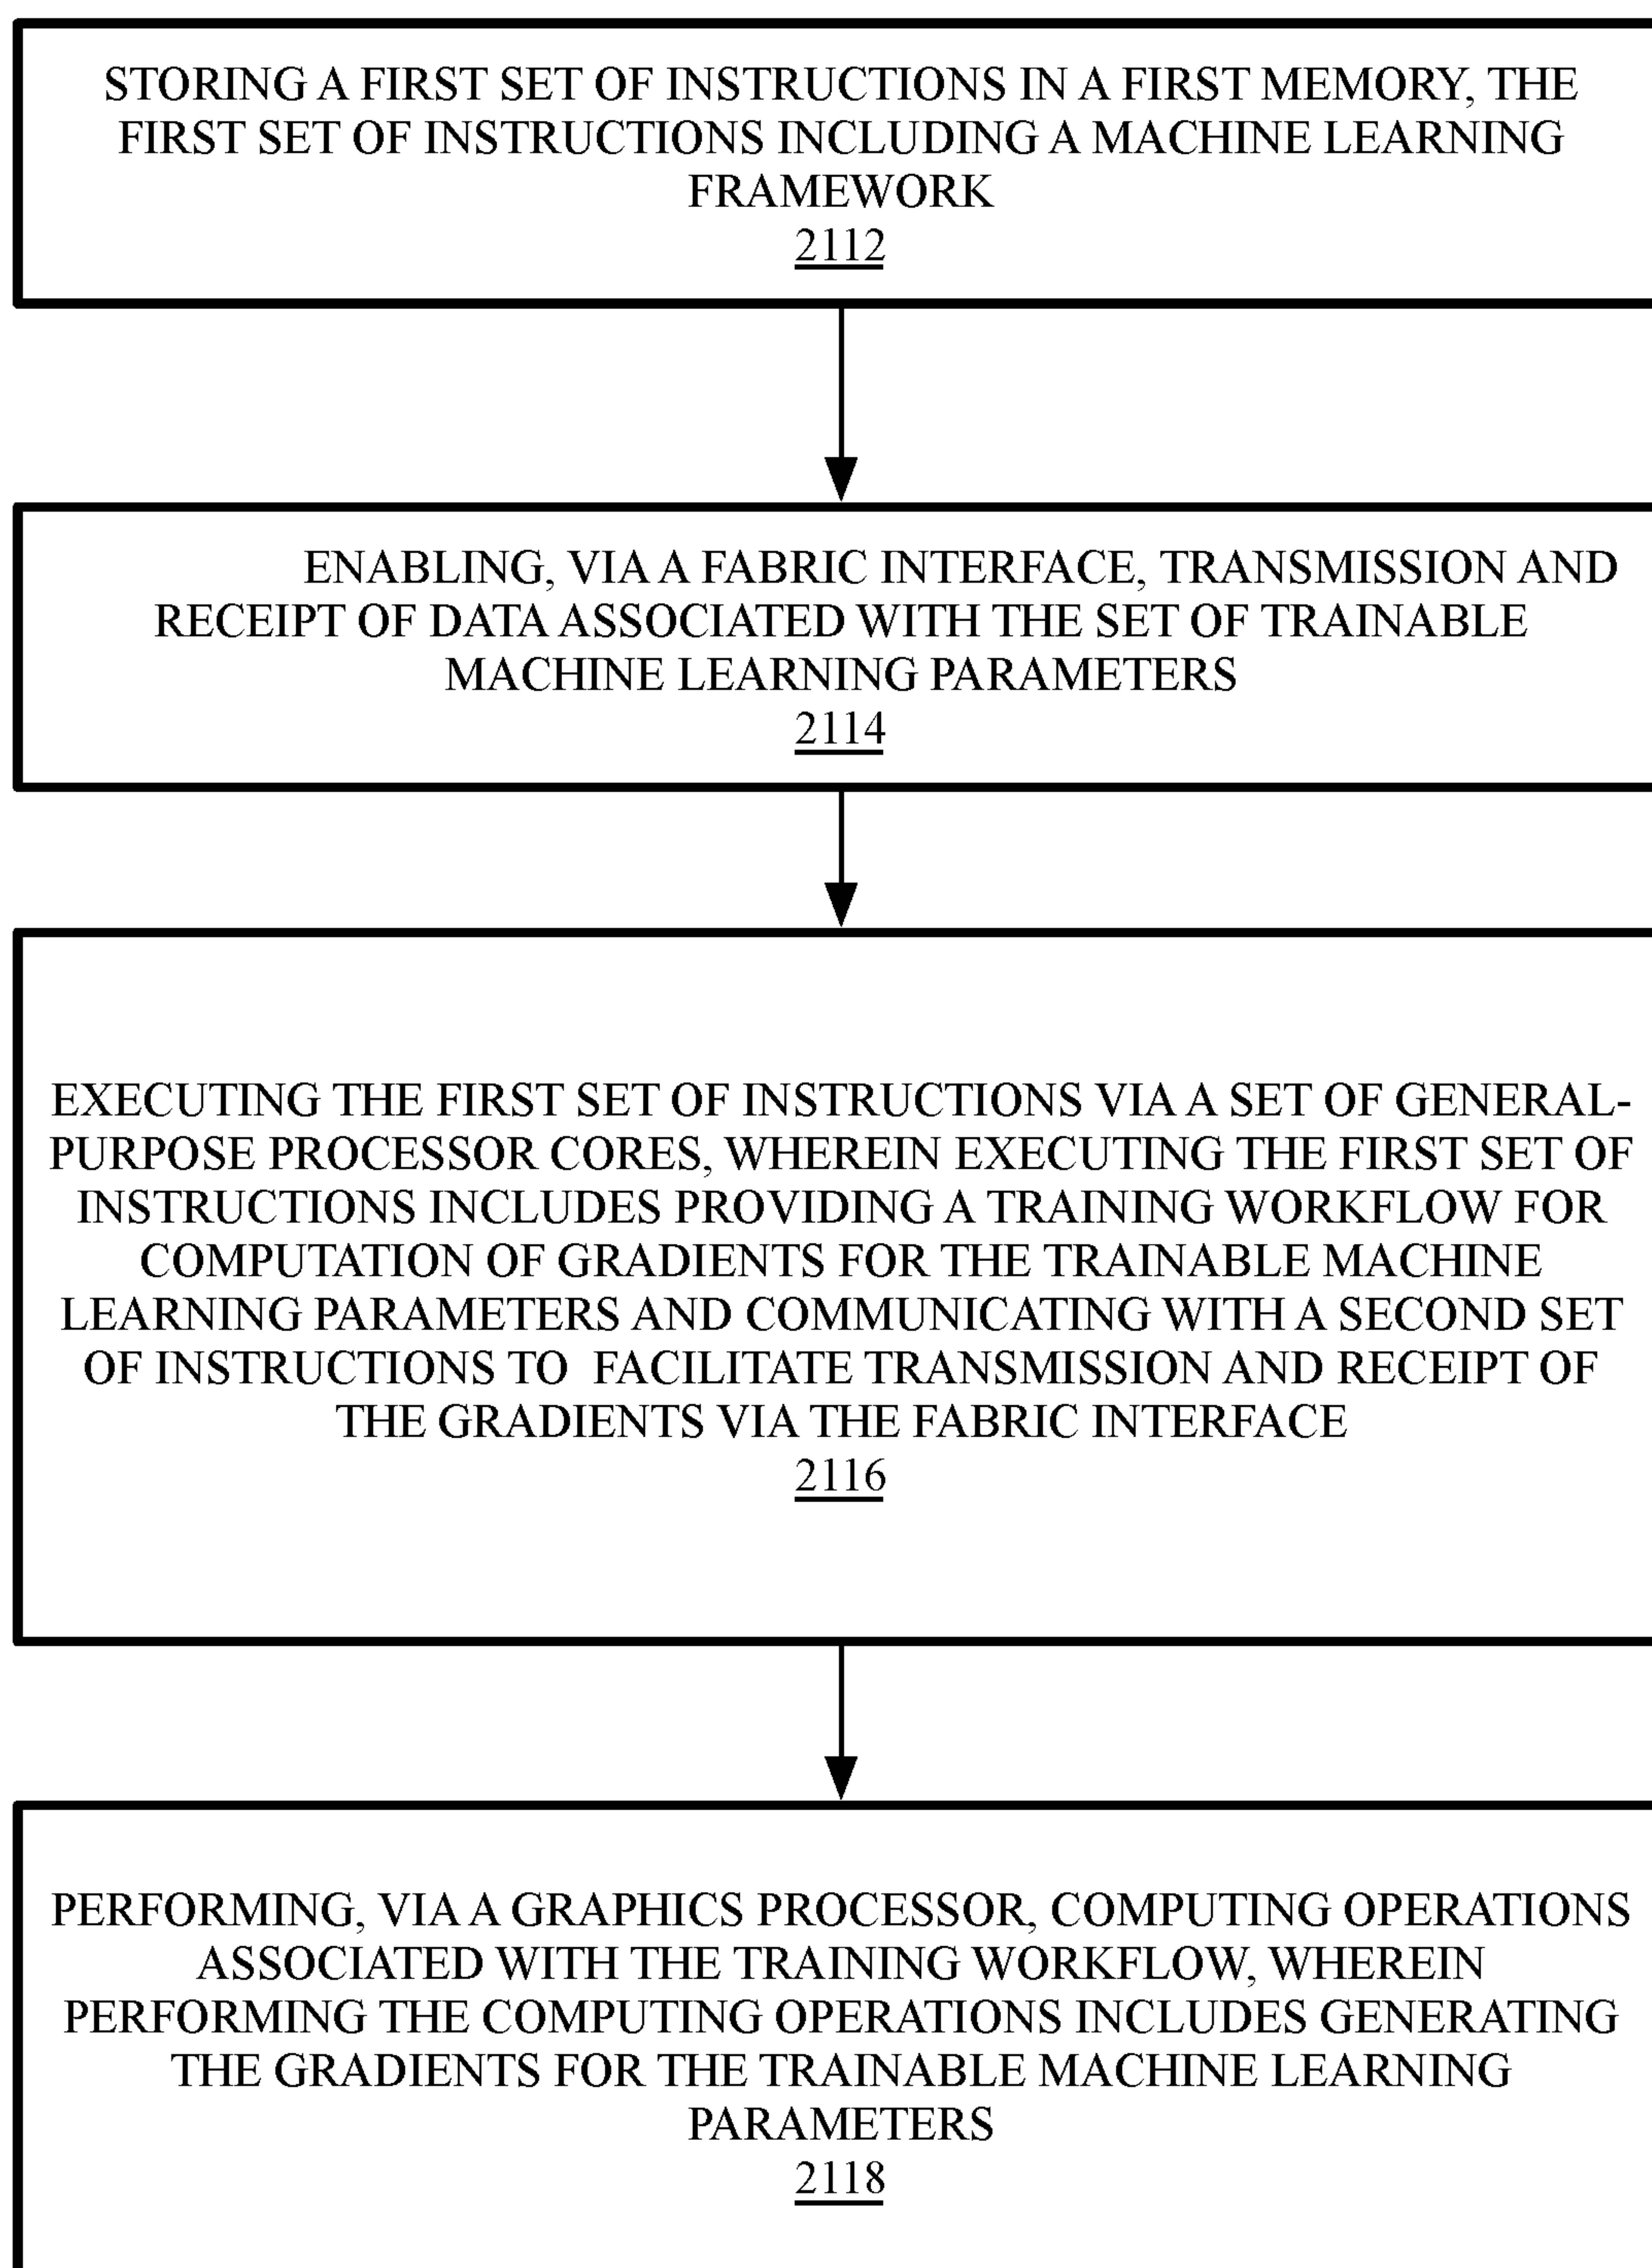 STORING A FIRST SET OF INSTRUCTIONS IN A FIRST MEMORY, THE
FIRST SET OF INSTRUCTIONS INCLUDING A MACHINE LEARNING
FRAMEWORK
2112
ENABLING, VIA A FABRIC INTERFACE, TRANSMISSION AND
RECEIPT OF DATA ASSOCIATED WITH THE SET OF TRAINABLE
MACHINE LEARNING PARAMETERS
2114
EXECUTING THE FIRST SET OF INSTRUCTIONS VIA A SET OF GENERAL-
PURPOSE PROCESSOR CORES, WHEREIN EXECUTING THE FIRST SET OF
INSTRUCTIONS INCLUDES PROVIDING A TRAINING WORKFLOW FOR
COMPUTATION OF GRADIENTS FOR THE TRAINABLE MACHINE
LEARNING PARAMETERS AND COMMUNICATING WITH A SECOND SET
OF INSTRUCTIONS TO FACILITATE TRANSMISSION AND RECEIPT OF
THE GRADIENTS VIA THE FABRIC INTERFACE
2116
PERFORMING, VIA A GRAPHICS PROCESSOR, COMPUTING OPERATIONS
ASSOCIATED WITH THE TRAINING WORKFLOW, WHEREIN
PERFORMING THE COMPUTING OPERATIONS INCLUDES GENERATING
THE GRADIENTS FOR THE TRAINABLE MACHINE LEARNING
PARAMETERS
2118